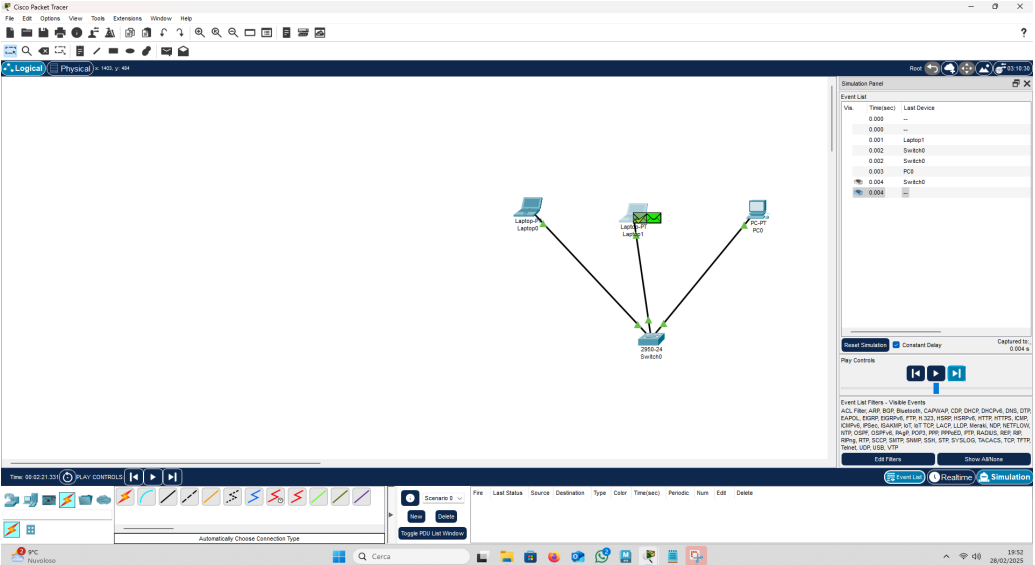 Cisco Packet Tracer
File Edit Options View Tools Extensions Window Help
Logical Physical x: 1403, y: 484 Root 03:10:30
Simulation Panel
Event List
Vis. Time(sec) Last Device
0.000 --
0.000 --
0.001 Laptop1
0.002 Switch0
0.002 Switch0
0.003 PC0
0.004 Switch0
0.004 --
Laptop-PT
Laptop0
Laptop-PT
Laptop1
PC-PT
PC0
2950-24
Switch0
Reset Simulation Constant Delay Captured to:
0.004 s
Play Controls
Event List Filters - Visible Events
ACL Filter, ARP, BGP, Bluetooth, CAPWAP, CDP, DHCP, DHCPv6, DNS, DTP,
EAPOL, EIGRP, EIGRPv6, FTP, H.323, HSRP, HSRPv6, HTTP, HTTPS, ICMP,
ICMPv6, IPSec, ISAKMP, IoT, IoT TCP, LACP, LLDP, Meraki, NDP, NETFLOW,
NTP, OSPF, OSPFv6, PAgP, POP3, PPP, PPPoED, PTP, RADIUS, REP, RIP,
RIPng, RTP, SCCP, SMTP, SNMP, SSH, STP, SYSLOG, TACACS, TCP, TFTP,
Telnet, UDP, USB, VTP
Edit Filters Show All/None
Time: 00:02:21.331 PLAY CONTROLS: Event List Realtime Simulation
Scenario 0
New Delete
Toggle PDU List Window
Fire Last Status Source Destination Type Color Time(sec) Periodic Num Edit Delete
Automatically Choose Connection Type
2
9°C
Nuvoloso
Cerca
2
19:52
28/02/2025